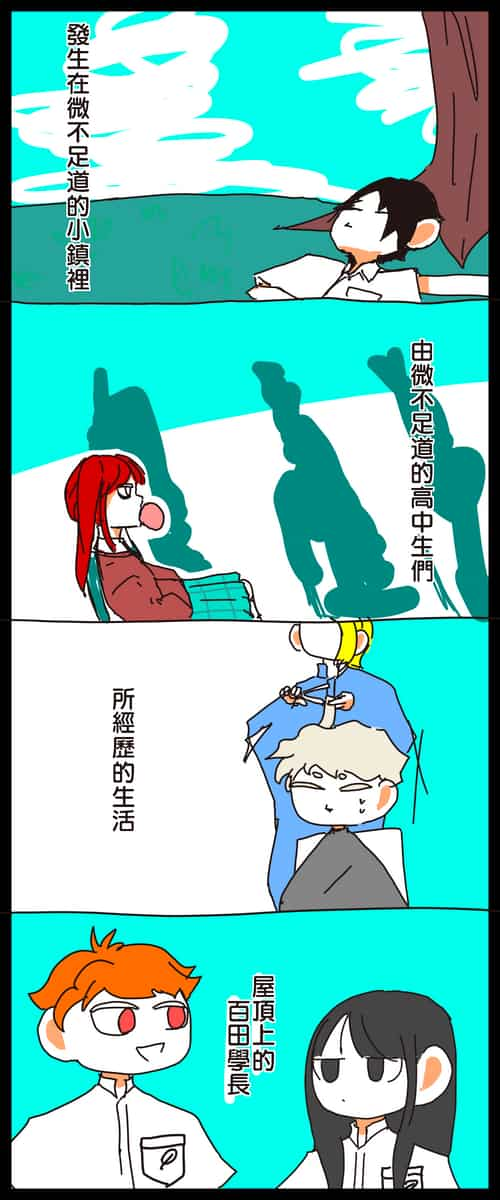 發生在微不足道的小鎮裡
由微不足道的高中生們
所經歷的生活
屋頂上的
百田學長